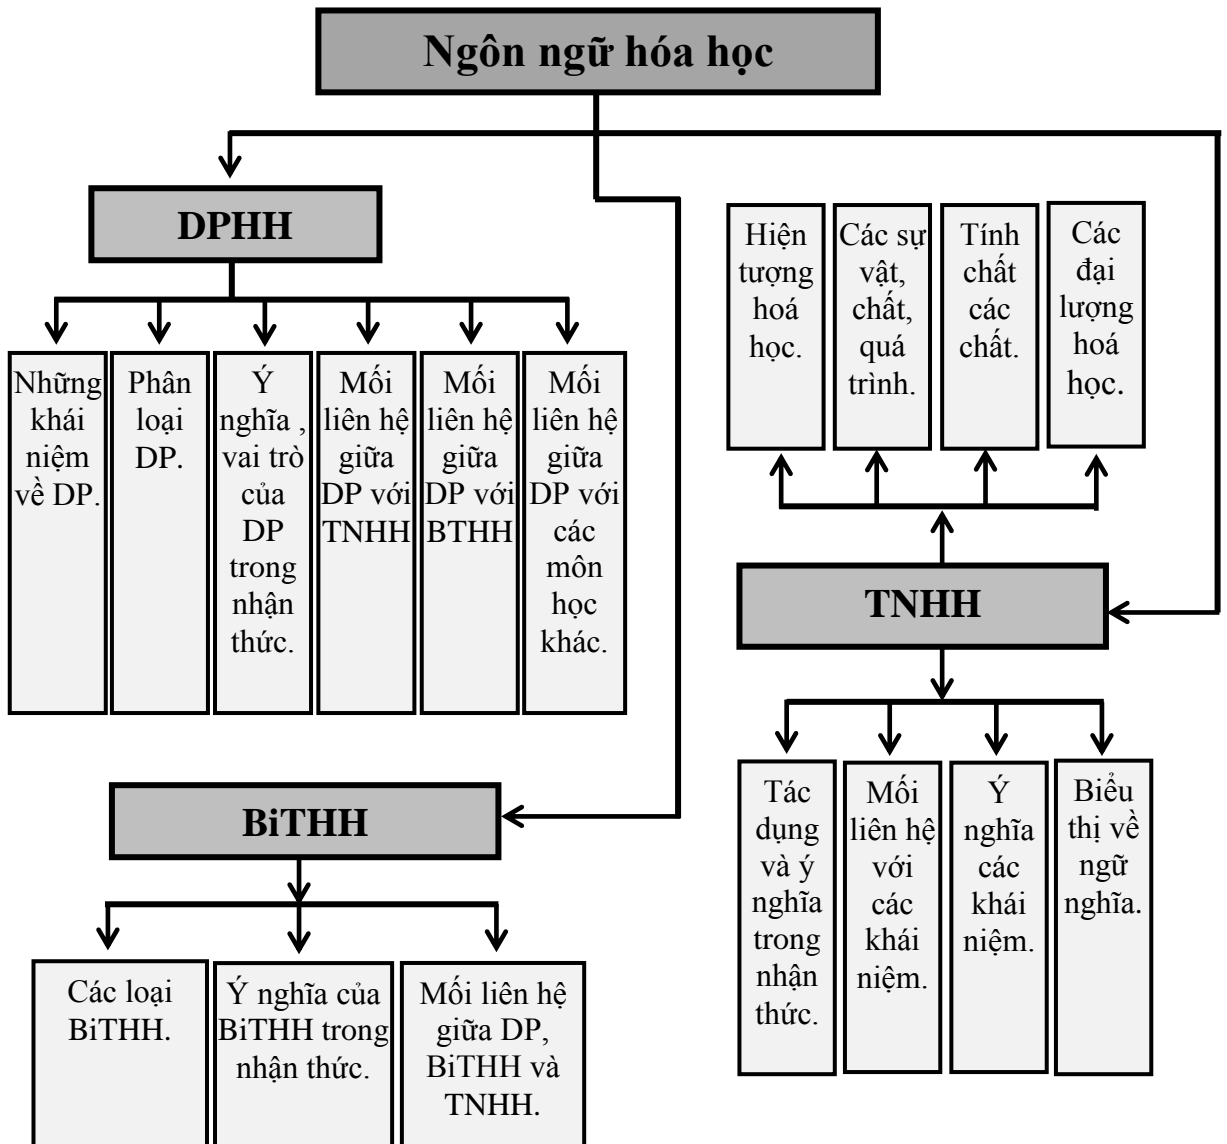 Ngôn ngữ hóa học
DPHH
Những
khái
niệm
về DP.
Phân
loại
DP.
Ý
nghĩa ,
vai trò
của
DP
trong
nhận
thức.
Mối
liên hệ
giữa
DP với
TNHH
Mối
liên hệ
giữa
DP với
BTHH
Mối
liên hệ
giữa
DP với
các
môn
học
khác.
Hiện
tượng
hoá
học.
Các sự
vật,
chất,
quá
trình.
Tính
chất
các
chất.
Các
đại
lượng
hoá
học.
TNHH
Tác
dụng
và ý
nghĩa
trong
nhận
thức.
Mối
liên hệ
với
các
khái
niệm.
Ý
nghĩa
các
khái
niệm.
Biểu
thị về
ngữ
nghĩa.
BiTHH
Các loại
BiTHH.
Ý nghĩa của
BiTHH trong
nhận thức.
Mối liên hệ
giữa DP,
BiTHH và
TNHH.